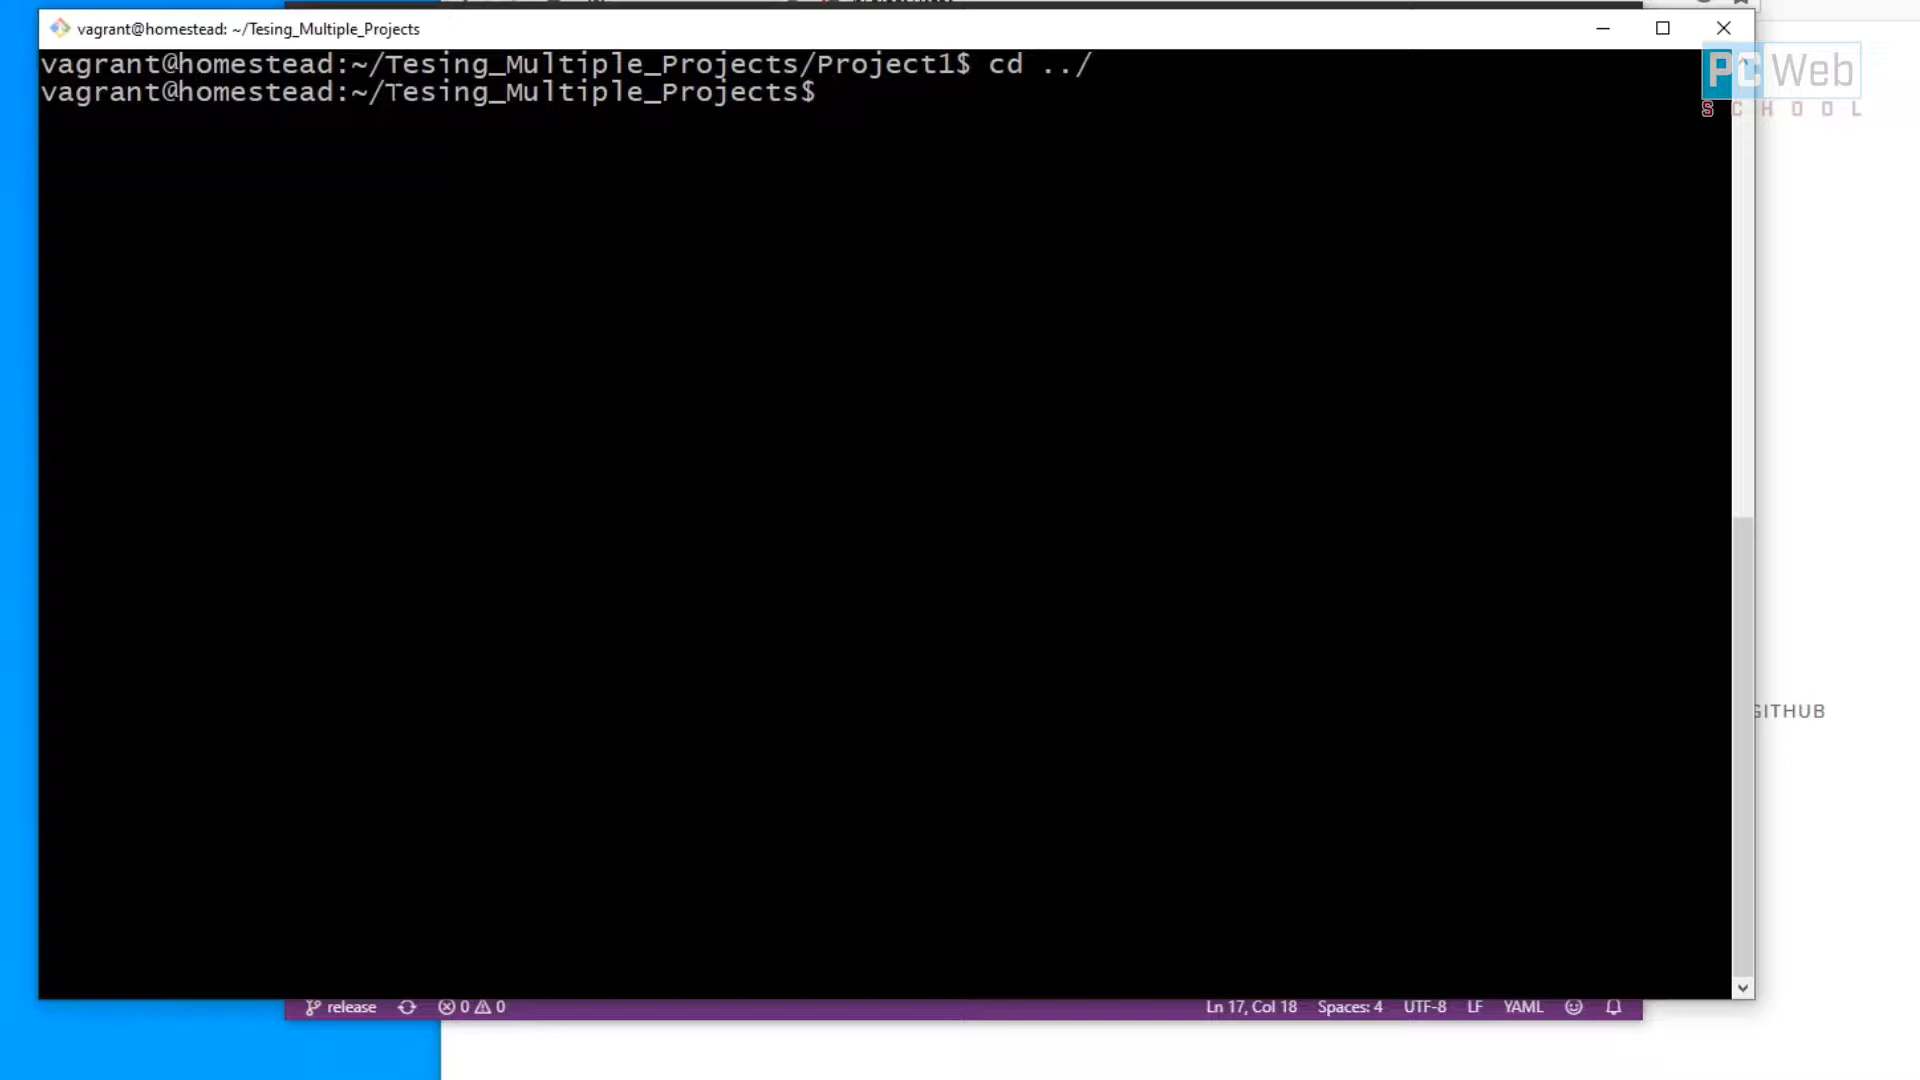 vagrant@homestead: ~/Tesing_Multiple_Projects
vagrant@homestead:~/Tesing_Multiple_Projects/Project1$ cd ../
vagrant@homestead:~/Tesing_Multiple_Projects$
PC Web
SCHOOL
GITHUB
release 0 0 Ln 17, Col 18 Spaces: 4 UTF-8 LF YAML